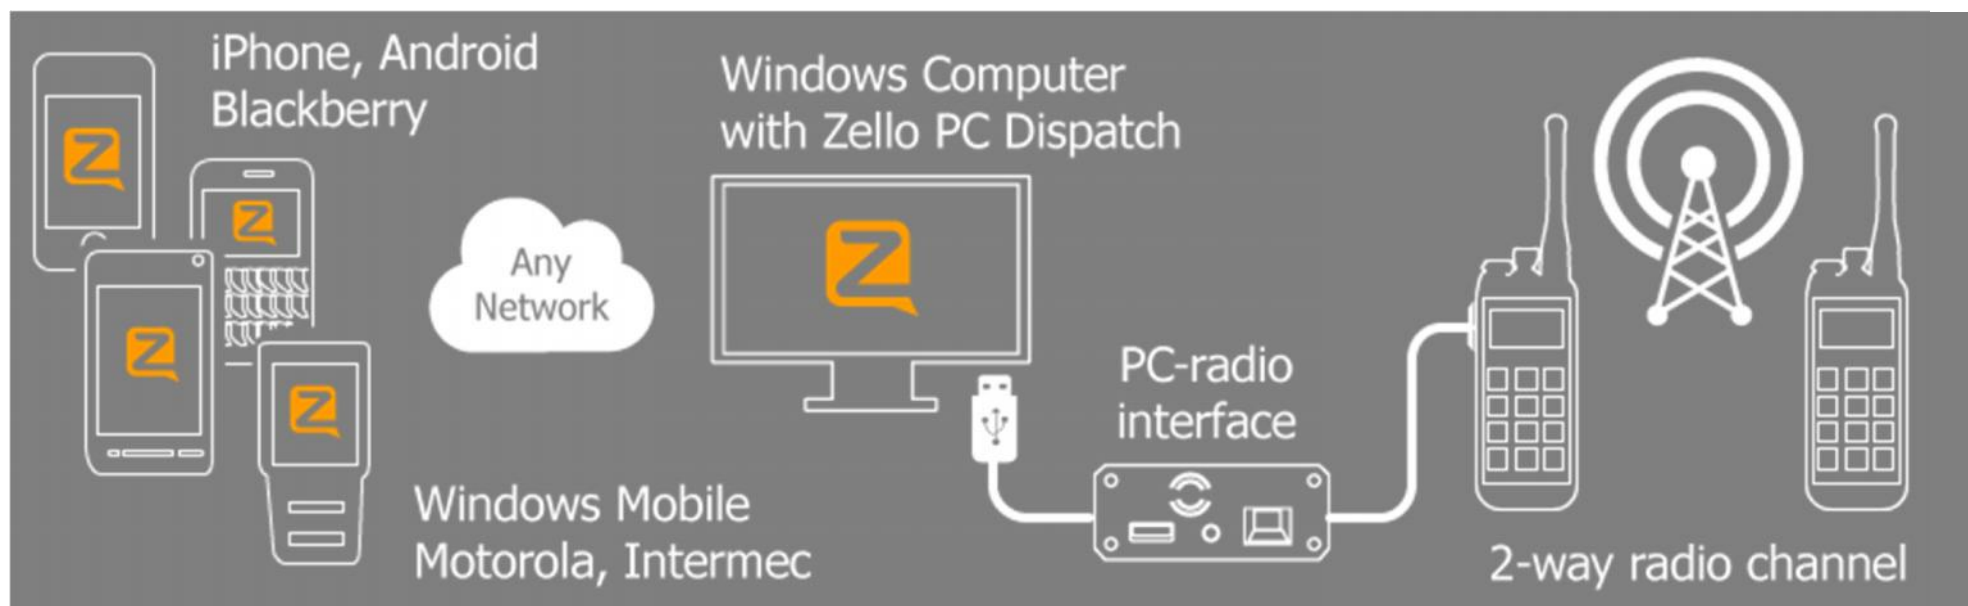 iPhone, Android
Blackberry
Windows Computer
with Zello PC Dispatch
Any
Network
PC-radio
interface
Windows Mobile
Motorola, Intermec
2-way radio channel